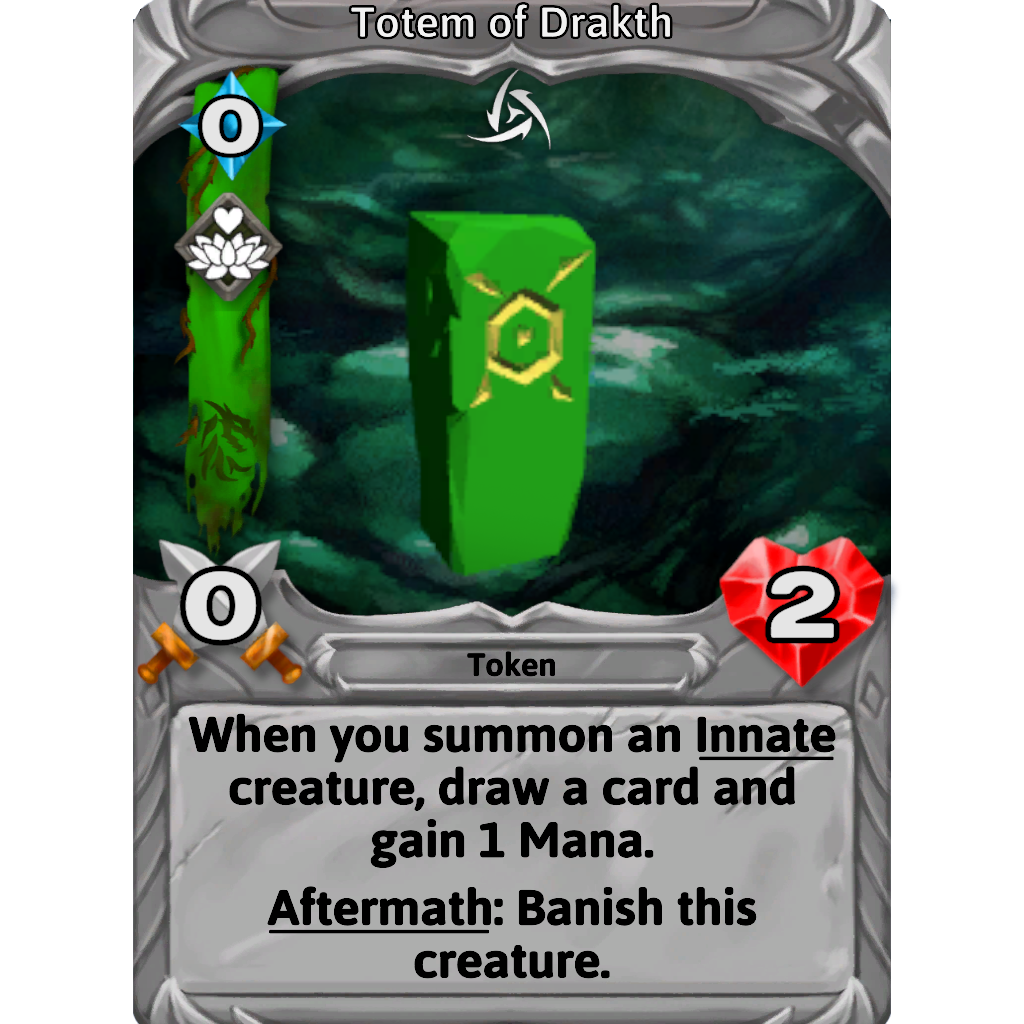 Totem of Drakth
0
0
2
Token
When you summon an Innate
creature, draw a card and
gain 1 Mana.
Aftermath: Banish this
creature.